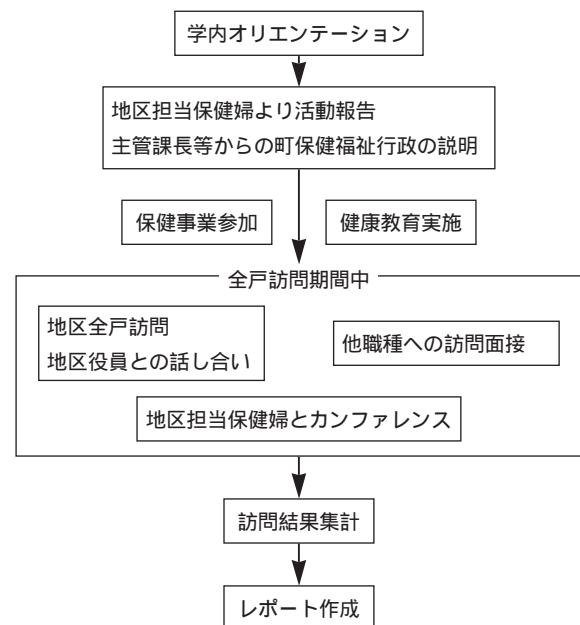 学内オリエンテーション
地区担当保健婦より活動報告
主管課長等からの町保健福祉行政の説明
保健事業参加
健康教育実施
全戸訪問期間中
地区全戸訪問
地区役員との話し合い
他職種への訪問面接
地区担当保健婦とカンファレンス
訪問結果集計
レポート作成